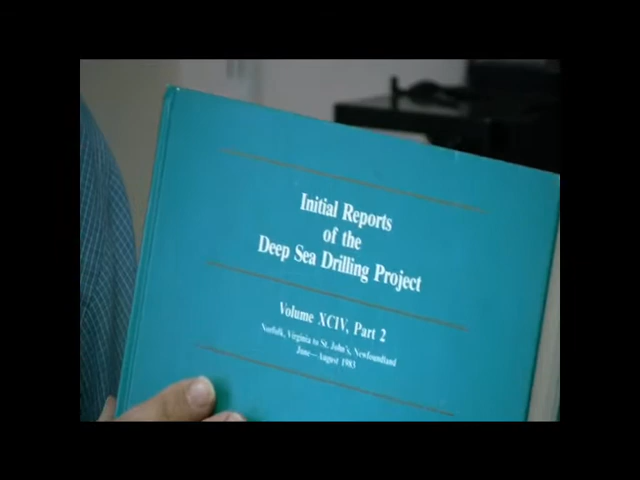 Initial Reports
of the
Deep Sea Drilling Project
Volume XCIV, Part 2
Norfolk, Virginia to St. John's, Newfoundland
June—August 1983